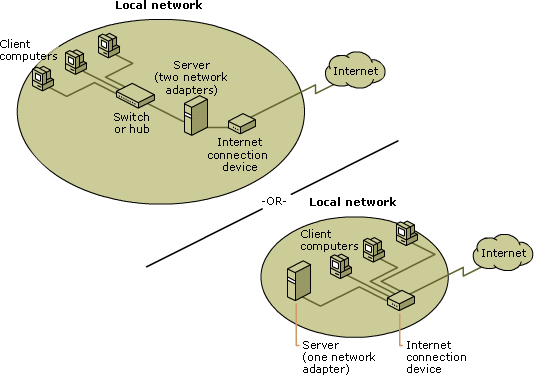 Local network
Client
computers
Server
(two network
adapters)
Internet
Switch
or hub
Internet
connection
device
-OR-
Local network
Client
computers
Internet
Server
(one network
adapter)
Internet
connection
device